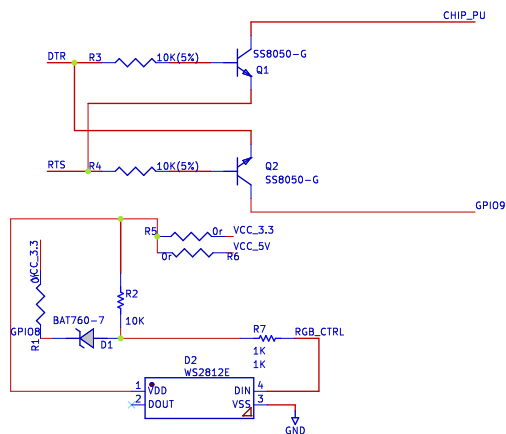 CHIP_PU
DTR
R3
10K(5%)
SS8050-G
Q1
RTS
R4
10K(5%)
Q2
SS8050-G
GPIO9
R5
0r
VCC_3.3
VCC_5V
0r
R6
VCC_3.3
R2
10K
BAT760-7
GPIO8
D1
R1
R7
RGB_CTRL
1K
1K
D2
WS2812E
1
VDD
DIN
4
2
DOUT
VSS
3
GND